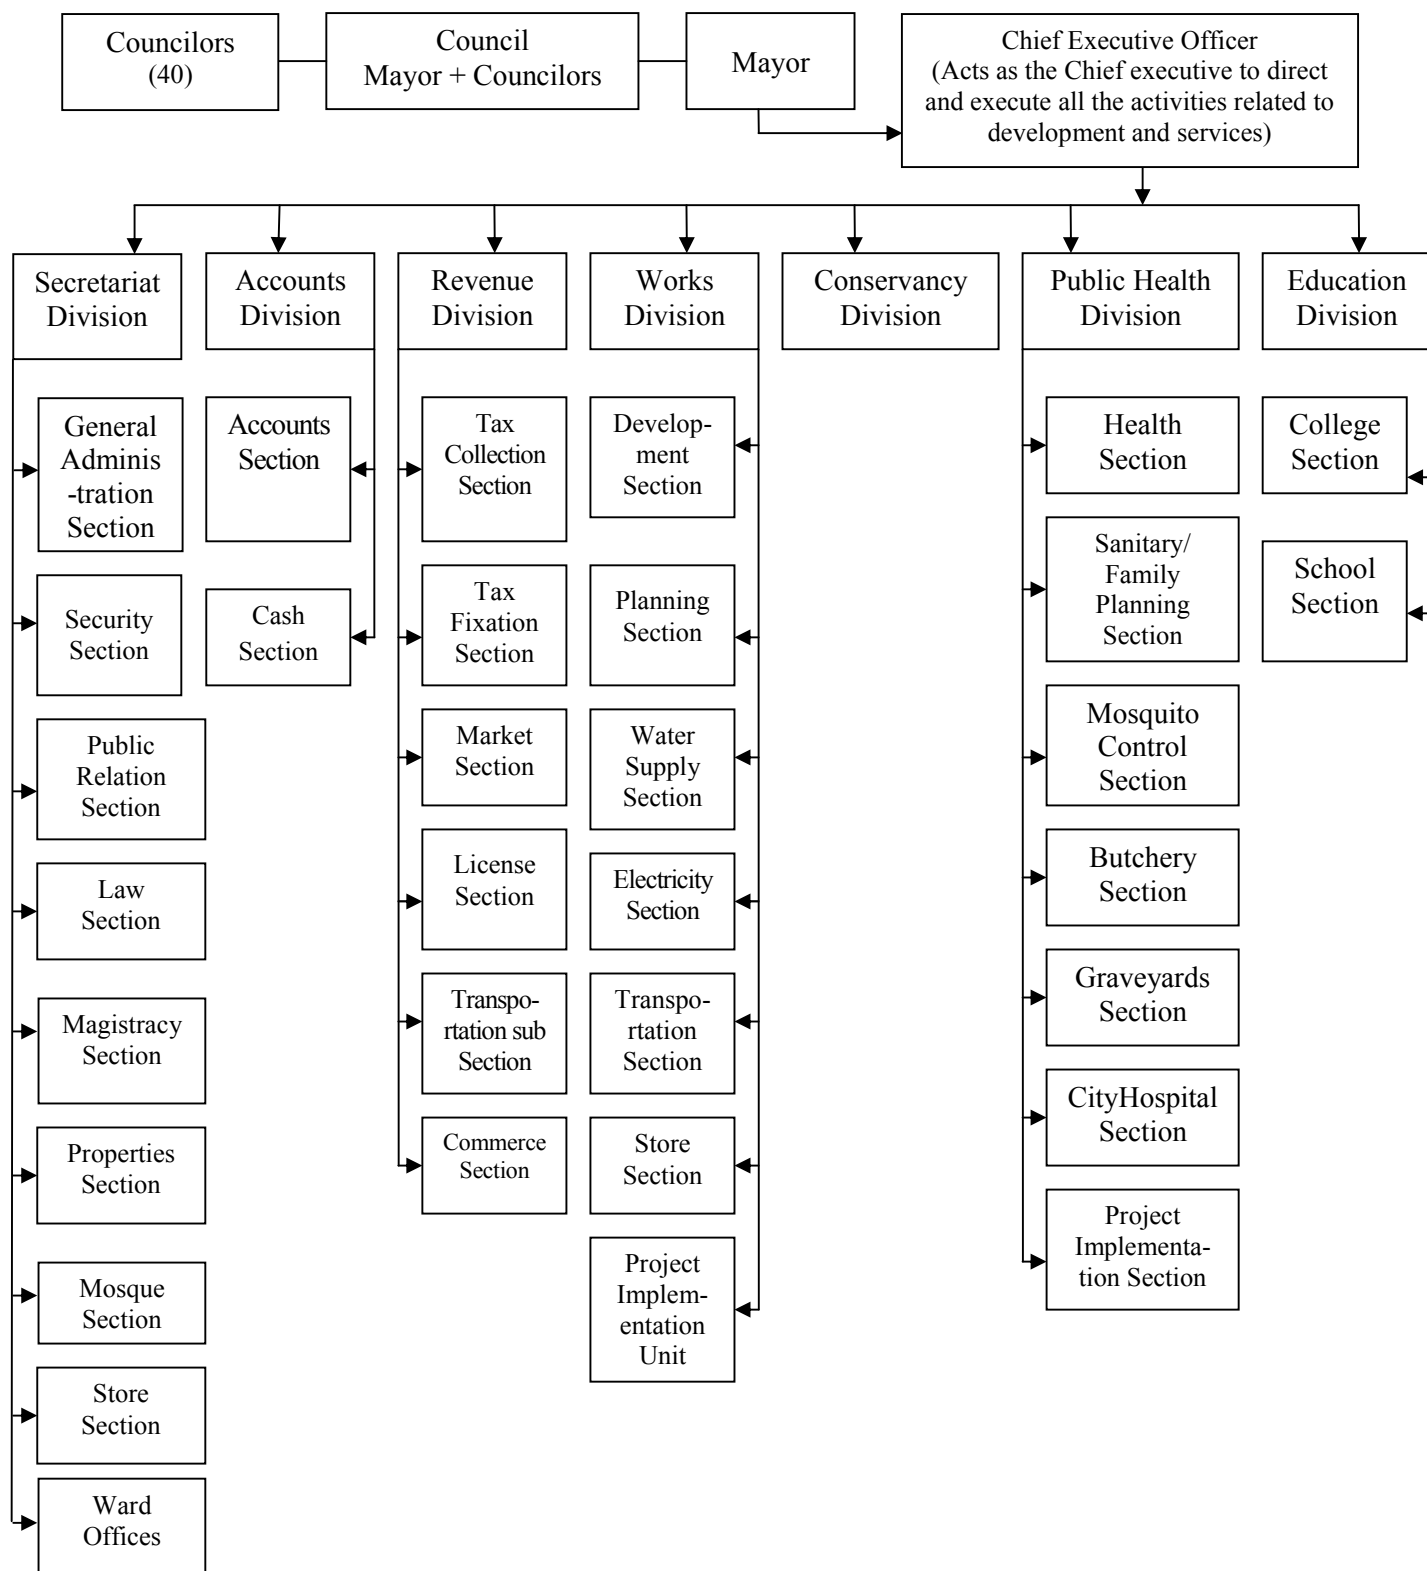 Councilors
(40)
Council
Mayor + Councilors
Mayor
Chief Executive Officer
(Acts as the Chief executive to direct
and execute all the activities related to
development and services)
Secretariat
Division
Accounts
Division
Revenue
Division
Works
Division
Conservancy
Division
Public Health
Division
Education
Division
General
Adminis
-tration
Section
Security
Section
Public
Relation
Section
Law
Section
Magistracy
Section
Properties
Section
Mosque
Section
Store
Section
Ward
Offices
Accounts
Section
Cash
Section
Tax
Collection
Section
Tax
Fixation
Section
Market
Section
License
Section
Transpo-
rtation sub
Section
Commerce
Section
Develop-
ment
Section
Planning
Section
Water
Supply
Section
Electricity
Section
Transpo-
rtation
Section
Store
Section
Project
Implem-
entation
Unit
Health
Section
Sanitary/
Family
Planning
Section
Mosquito
Control
Section
Butchery
Section
Graveyards
Section
CityHospital
Section
Project
Implementa-
tion Section
College
Section
School
Section